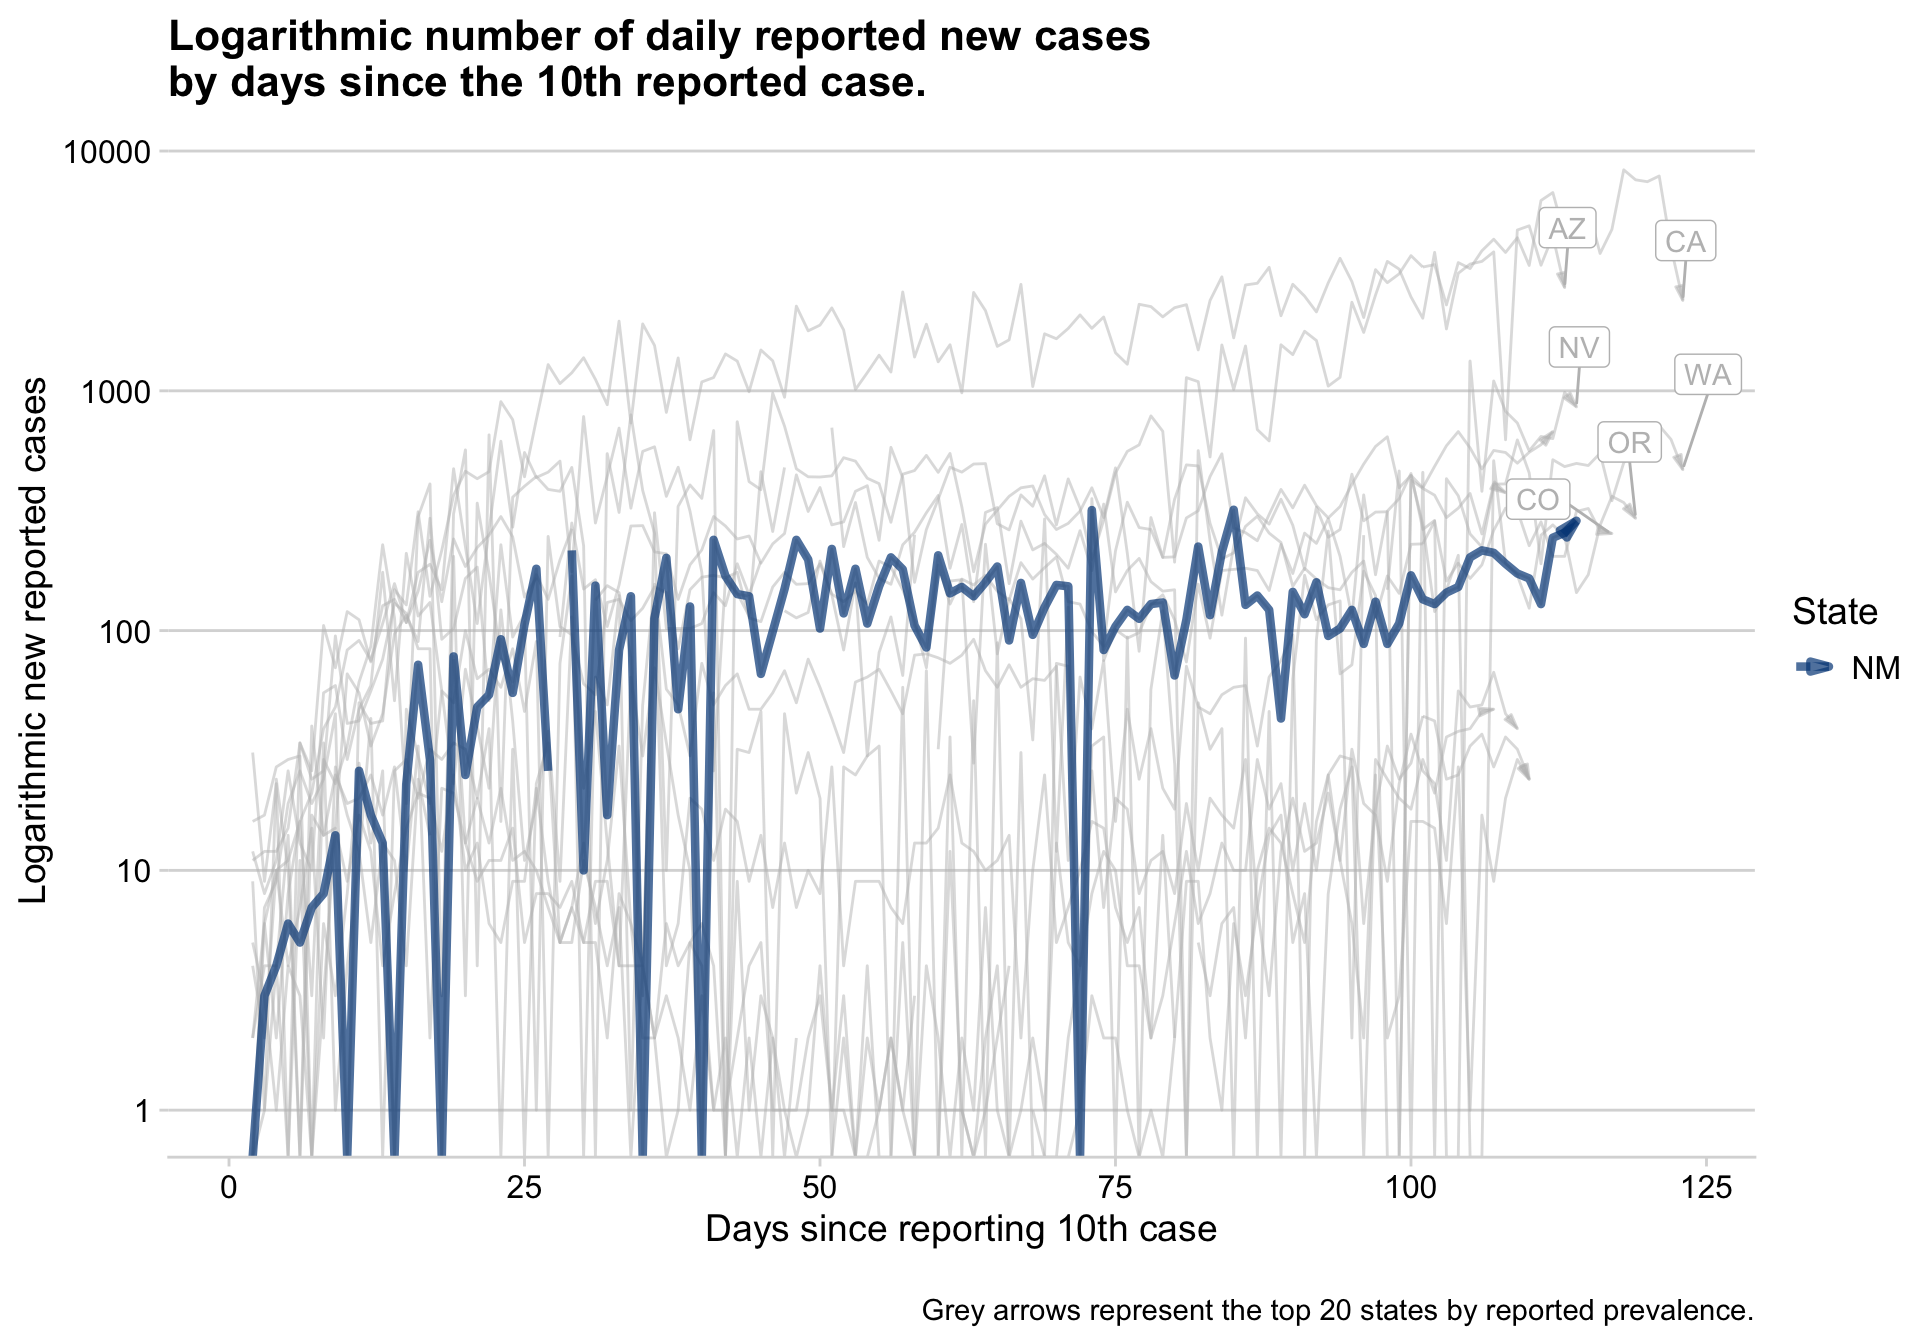 Logarithmic number of daily reported new cases
by days since the 10th reported case.
10000
1000
100
10
1
Logarithmic new reported cases
AZ
CA
NV
WA
OR
CO
State
NM
0
25
50
75
100
125
Days since reporting 10th case
Grey arrows represent the top 20 states by reported prevalence.